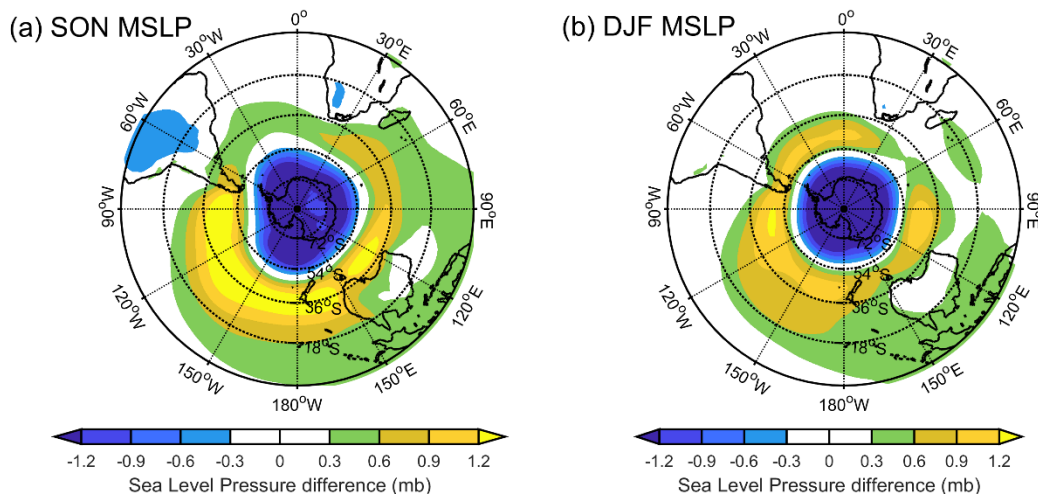 (a) SON MSLP
0°
30°E
60°E
90°E
120°E
150°E
180°W
150°W
120°W
90°W
60°W
30°W
72°S
54°S
36°S
18°S
-1.2 -0.9 -0.6 -0.3 0 0.3 0.6 0.9 1.2
Sea Level Pressure difference (mb)
(b) DJF MSLP
0°
30°E
60°E
90°E
120°E
150°E
180°W
150°W
120°W
90°W
60°W
30°W
72°S
54°S
36°S
18°S
-1.2 -0.9 -0.6 -0.3 0 0.3 0.6 0.9 1.2
Sea Level Pressure difference (mb)